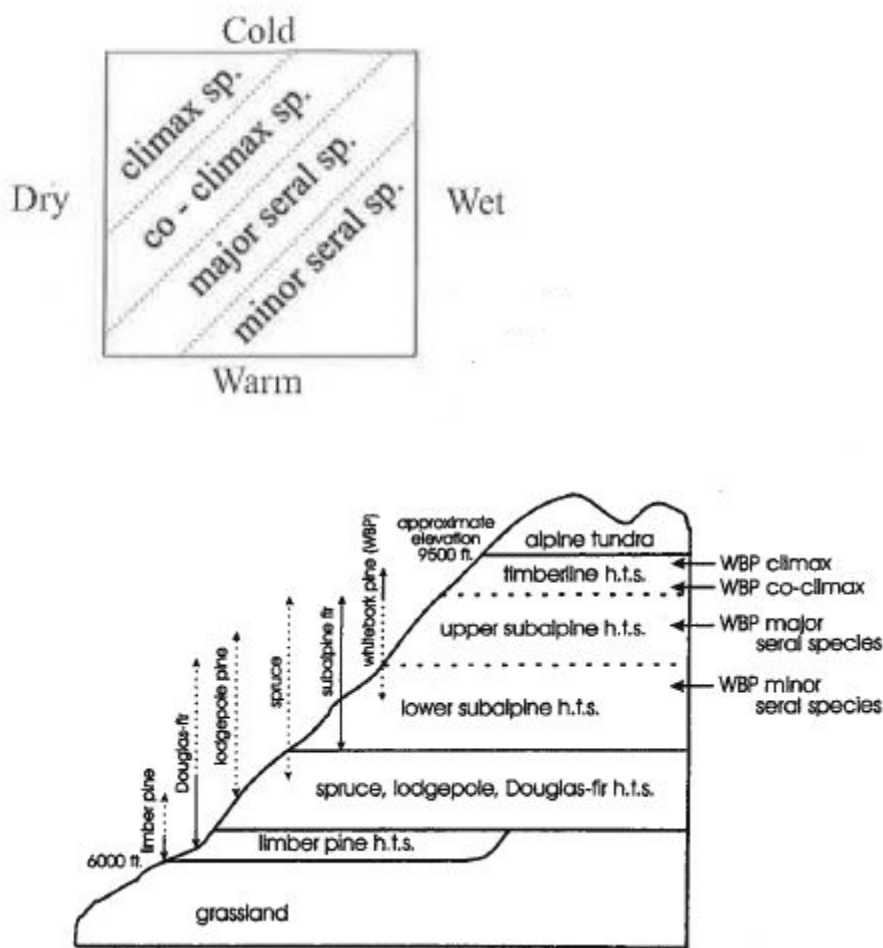 Cold
climax sp.
co - climax sp.
Dry
major seral sp.
Wet
minor seral sp.
Warm
approximate
elevation
9500 ft.
alpine tundra
whitebark pine (WBP)
timberline h.t.s.
WBP climax
WBP co-climax
upper subalpine h.t.s.
WBP major
seral species
subalpine fir
spruce
lodgepole pine
Douglas-fir
lower subalpine h.t.s.
WBP minor
seral species
spruce, lodgepole, Douglas-fir h.t.s.
limber pine
limber pine h.t.s.
6000 ft.
grassland